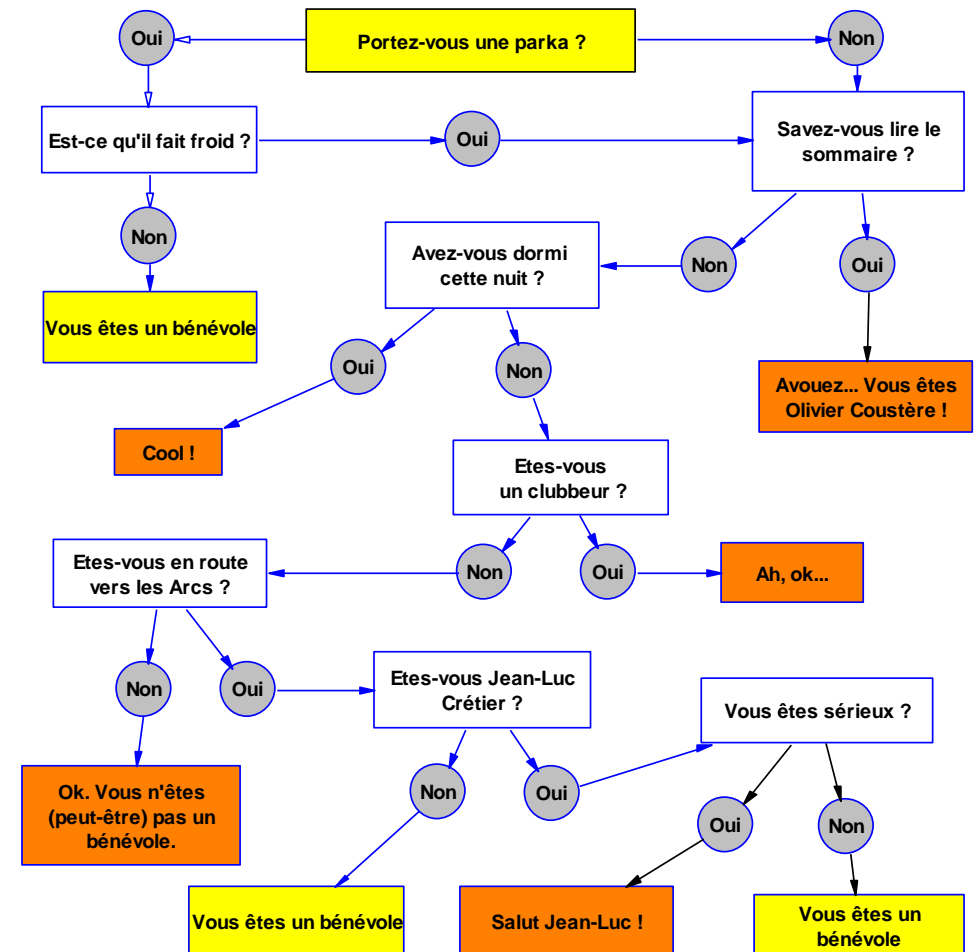 Oui
Portez-vous une parka ?
Non
Est-ce qu'il fait froid ?
Oui
Savez-vous lire le
sommaire ?
Non
Avez-vous dormi
cette nuit ?
Non
Oui
Vous êtes un bénévole
Oui
Non
Avouez... Vous êtes
Olivier Coustère !
Cool !
Etes-vous
un clubbeur ?
Etes-vous en route
vers les Arcs ?
Non
Oui
Ah, ok...
Non
Oui
Etes-vous Jean-Luc
Crétier ?
Vous êtes sérieux ?
Ok. Vous n'êtes
(peut-être) pas un
bénévole.
Non
Oui
Oui
Non
Vous êtes un bénévole
Salut Jean-Luc !
Vous êtes un
bénévole